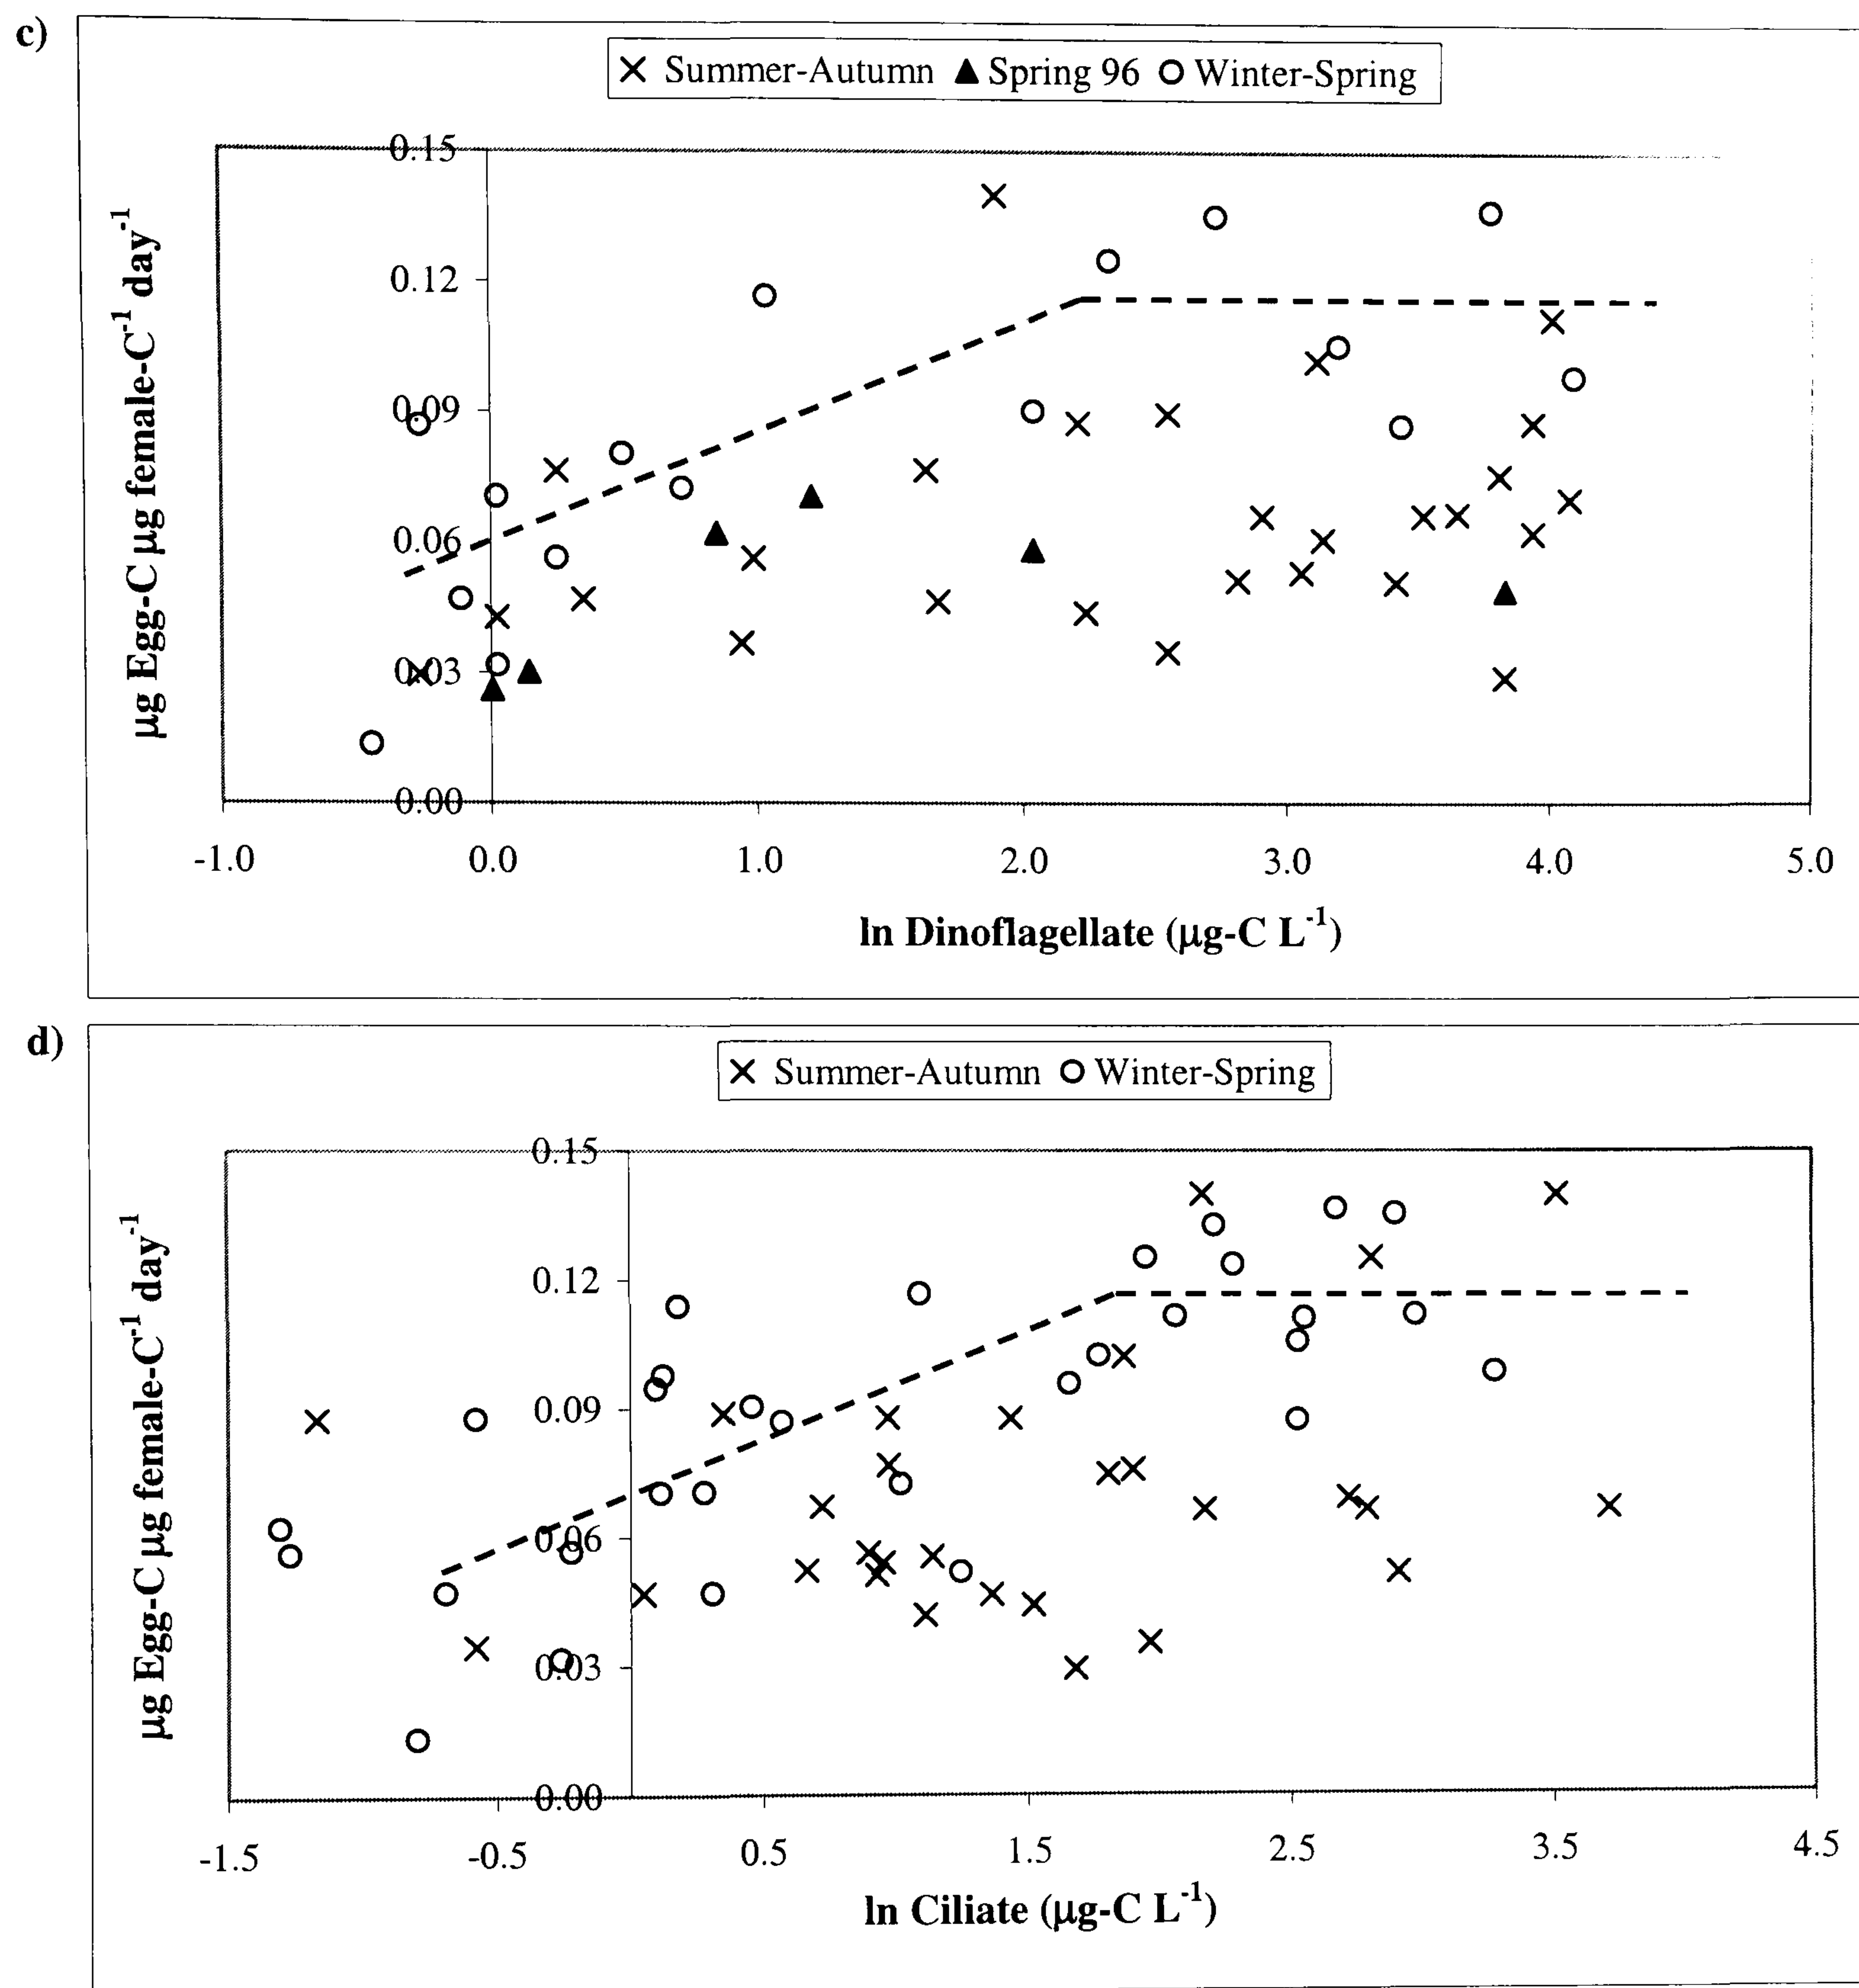 c)
Summer-Autumn Spring 96 Winter-Spring
0.15
0.12
0.09
0.06
0.03
0.00
µg Egg-C µg female-C⁻¹ day⁻¹
-1.0 0.0 1.0 2.0 3.0 4.0 5.0
ln Dinoflagellate (µg-C L⁻¹)
d)
Summer-Autumn Winter-Spring
0.15
0.12
0.09
0.06
0.03
0.00
µg Egg-C µg female-C⁻¹ day⁻¹
-1.5 -0.5 0.5 1.5 2.5 3.5 4.5
ln Ciliate (µg-C L⁻¹)